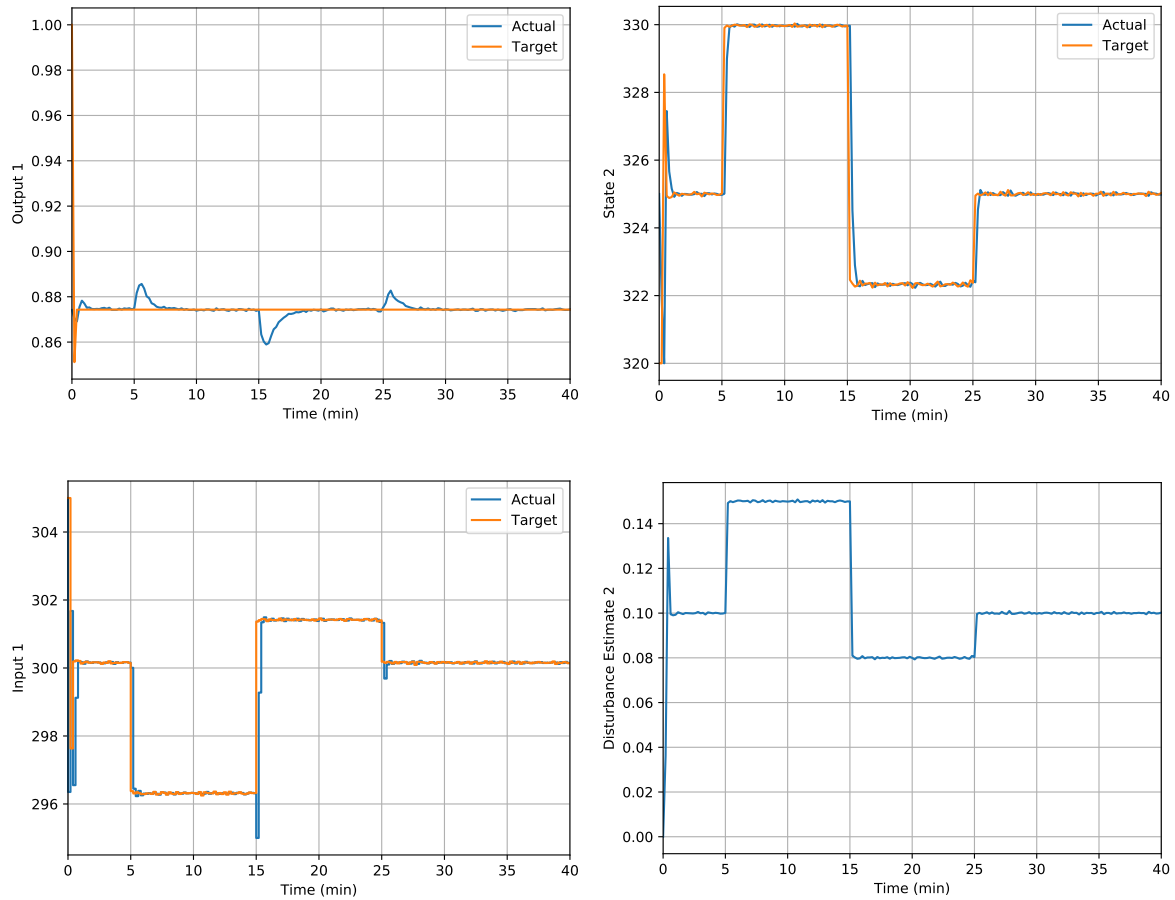 1.00
0.98
0.96
0.94
0.92
0.90
0.88
0.86
Output 1
Actual
Target
0 5 10 15 20 25 30 35 40
Time (min)
330
328
326
324
322
320
State 2
Actual
Target
0 5 10 15 20 25 30 35 40
Time (min)
304
302
300
298
296
Input 1
Actual
Target
0 5 10 15 20 25 30 35 40
Time (min)
0.14
0.12
0.10
0.08
0.06
0.04
0.02
0.00
Disturbance Estimate 2
0 5 10 15 20 25 30 35 40
Time (min)